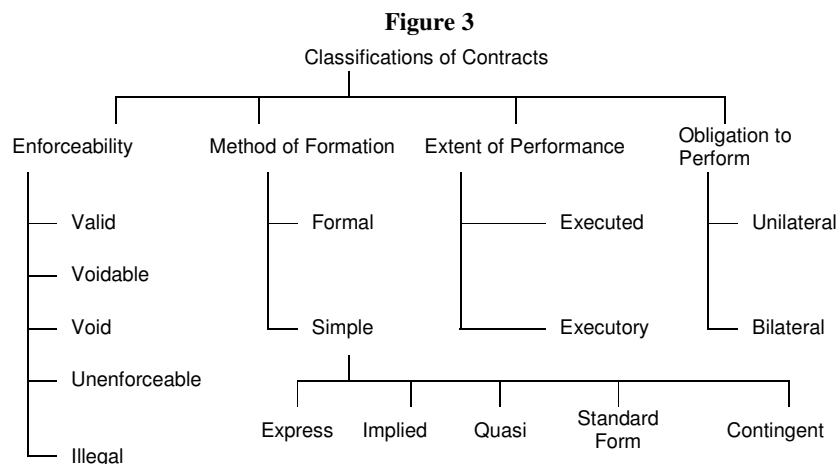 Figure 3
Classifications of Contracts
Enforceability
Method of Formation
Extent of Performance
Obligation to
Perform
Valid
Formal
Executed
Unilateral
Voidable
Void
Simple
Executory
Bilateral
Unenforceable
Express
Implied
Quasi
Standard
Form
Contingent
Illegal